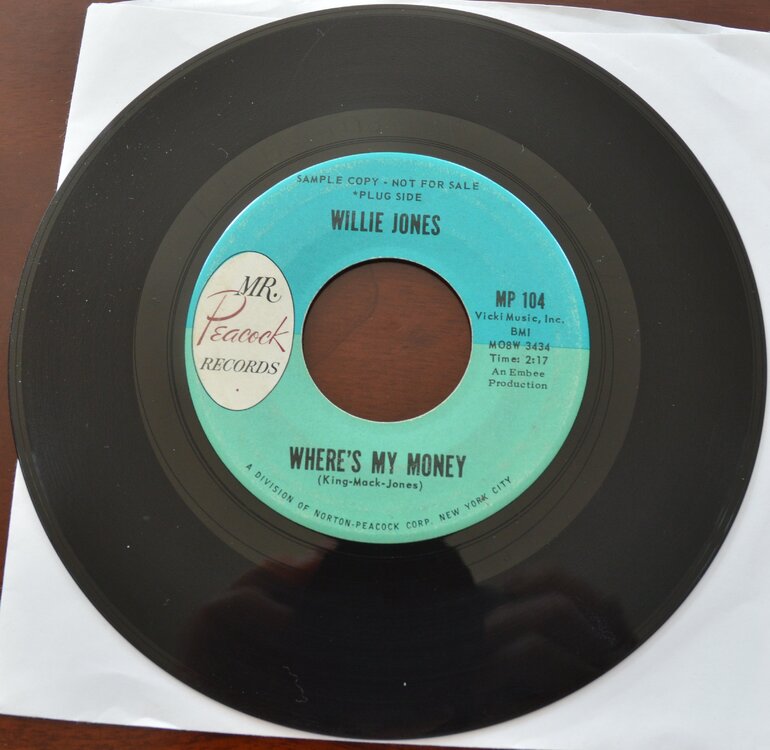 SAMPLE COPY - NOT FOR SALE
*PLUG SIDE
WILLIE JONES
MR.
Peacock
RECORDS
MP 104
Vicki Music, Inc.
BMI
MO8W 3434
Time: 2:17
An Embee
Production
WHERE'S MY MONEY
(King-Mack-Jones)
A DIVISION OF NORTON-PEACOCK CORP. NEW YORK CITY